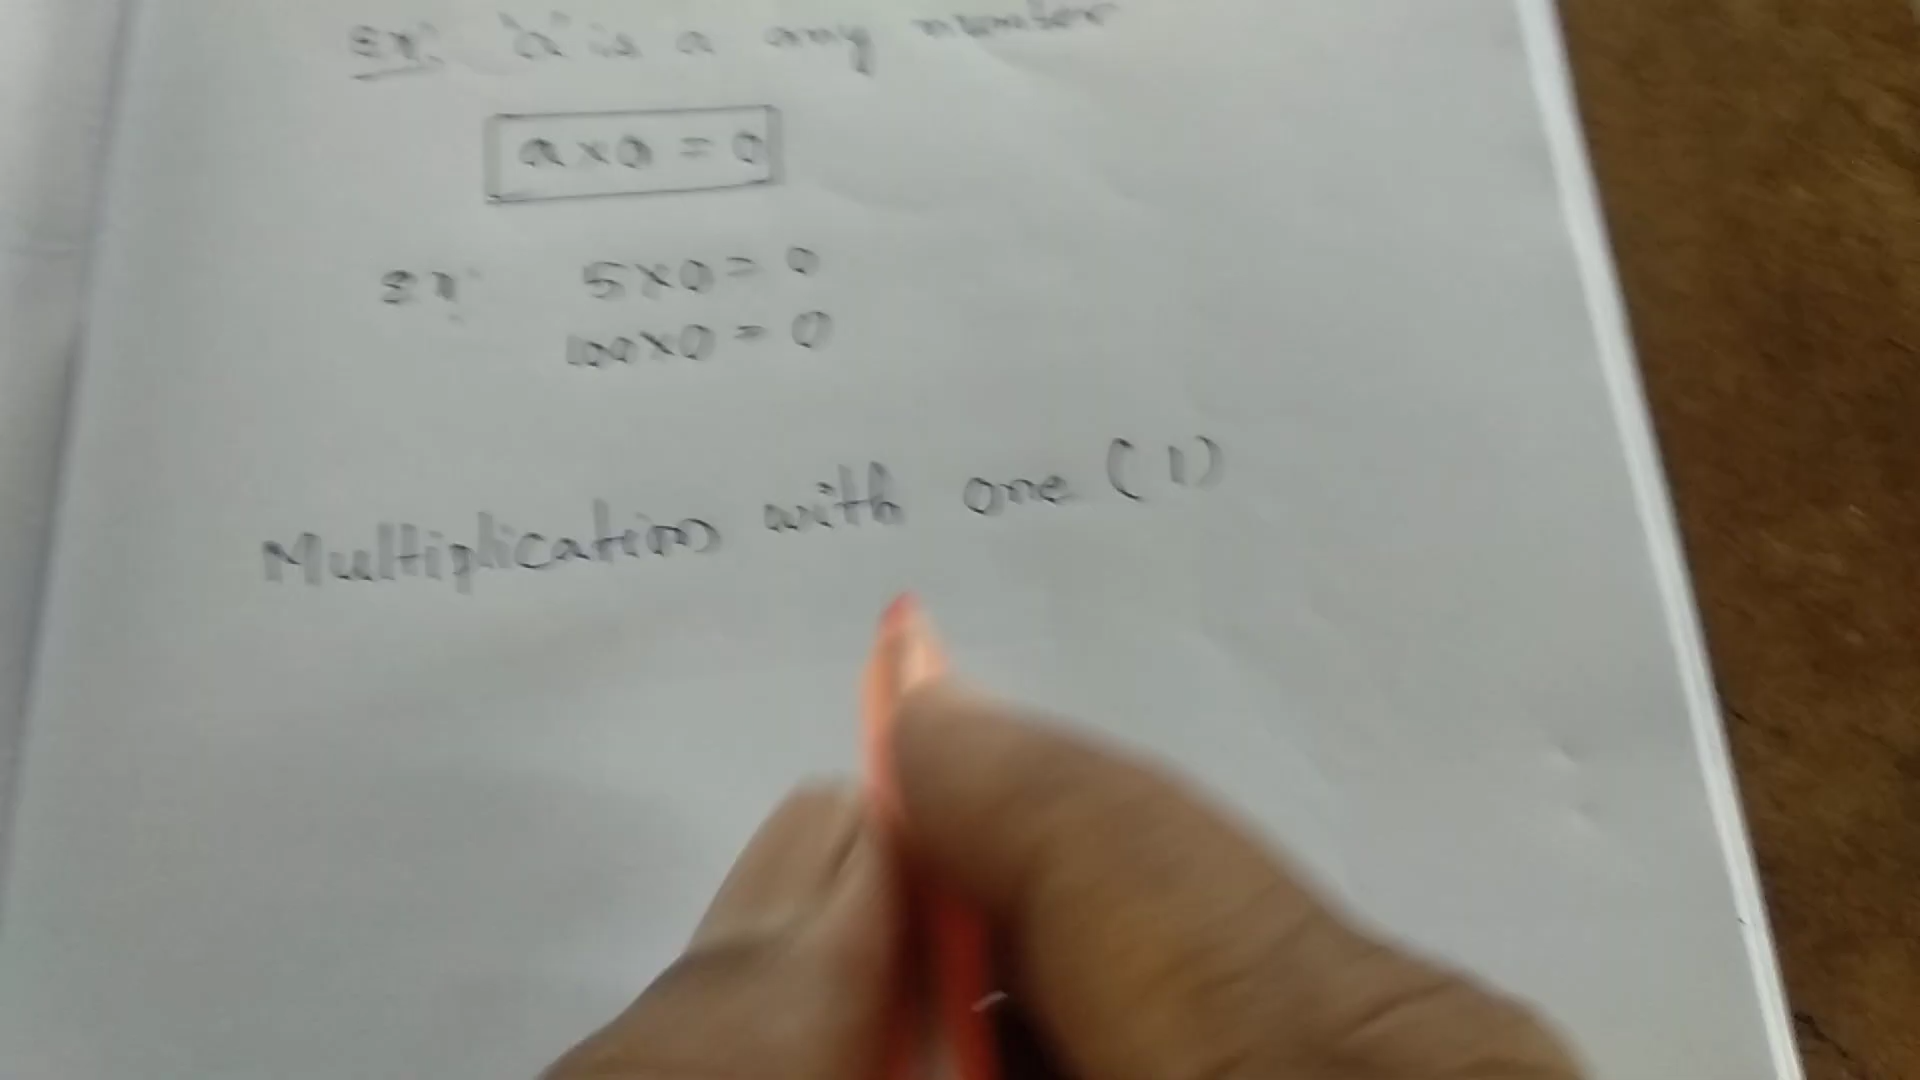 Ex: "a" is a any number
a×0 = 0
Ex: 5×0 = 0
100×0 = 0
Multiplication with one (1)